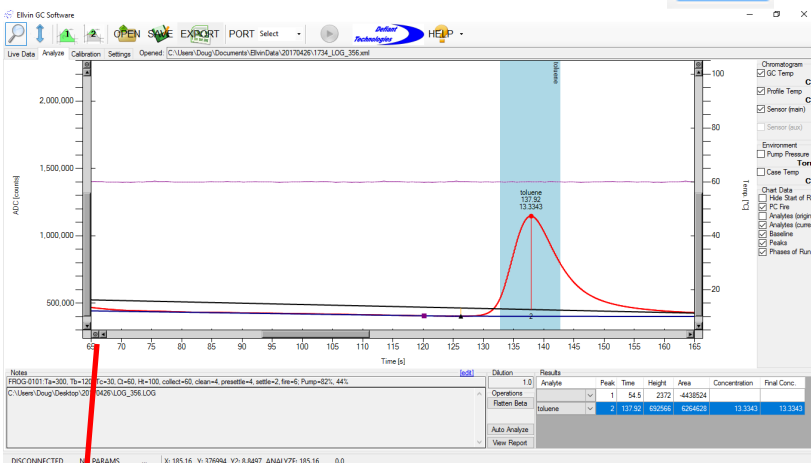 Ellvin GC Software
1 2 OPEN SAVE EXPORT PORT Select Defiant Technologies HELP
Live Data Analyze Calibration Settings Opened: C:\Users\Doug\Documents\EllvinData\20170426\1734_LOG_356.xml
2,000,000
1,500,000
1,000,000
500,000
ADC [counts]
toluene
toluene
137.92
13.3343
2
100
80
60
40
20
Temp. [°C]
65 70 75 80 85 90 95 100 105 110 115 120 125 130 135 140 145 150 155 160 165
Time [s]
Chromatogram
GC Temp
C
Profile Temp
C
Sensor (main)
Sensor (aux)
Environment
Pump Pressure
Torr
Case Temp
C
Chart Data
Hide Start of R
PC Fire
Analytes (origin
Analytes (curre
Baseline
Peaks
Phases of Run
Notes [edit]
FROG-0101: Ta=300, Tb=120, Tc=30, Ct=60, Ht=100, collect=60, clean=4, presettle=4, settle=2, fire=6; Pump=82%, 44%
C:\Users\Doug\Desktop\20170426\LOG_356.LOG
Dilution
1.0
Operations
Flatten Beta
Auto Analyze
View Report
Results
Analyte Peak Time Height Area Concentration Final Conc.
1 54.5 2372 -4438524
toluene 2 137.92 692566 6264628 13.3343 13.3343
DISCONNECTED NO PARAMS ... X: 185.16 Y: 376994 Y2: 8.8497 ANALYZE: 185.16 0,0